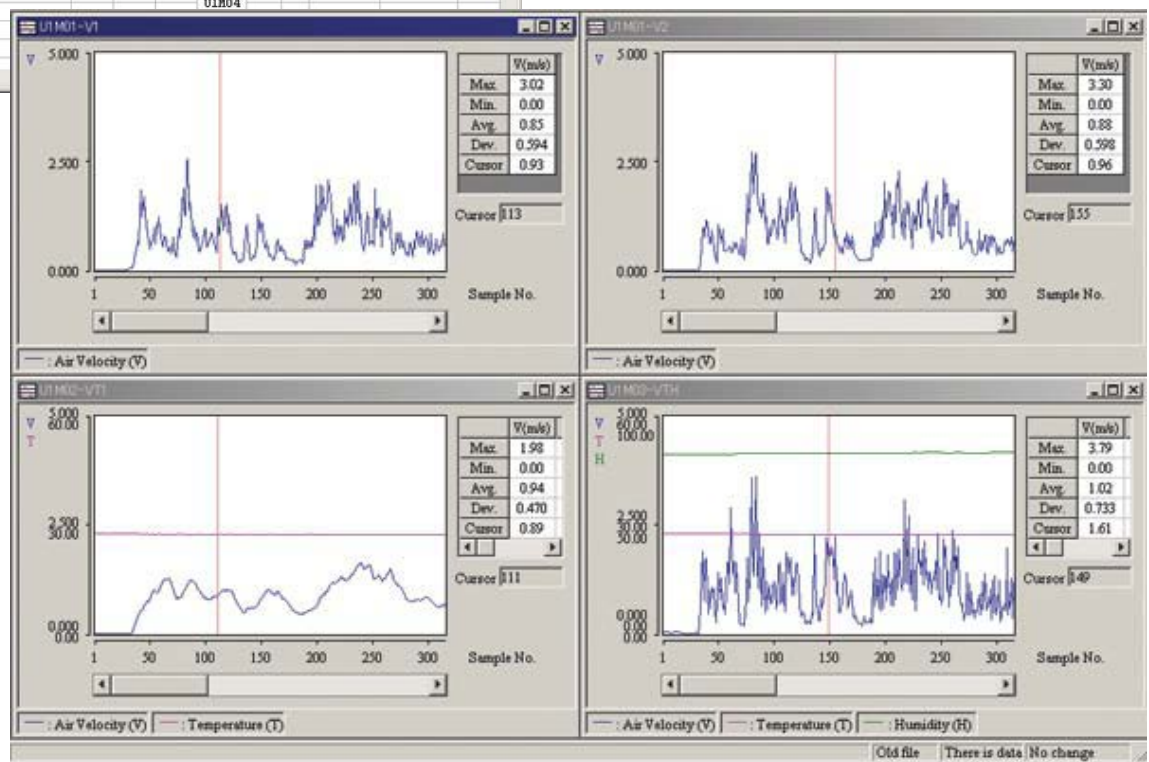 U1M04
U1M01-V1
V 5.000
2.500
0.000
1 50 100 150 200 250 300 Sample No.
V(m/s)
Max. 3.02
Min. 0.00
Avg. 0.85
Dev. 0.594
Cursor 0.93
Cursor 113
: Air Velocity (V)
U1M01-V2
V 5.000
2.500
0.000
1 50 100 150 200 250 300 Sample No.
V(m/s)
Max. 3.30
Min. 0.00
Avg. 0.88
Dev. 0.598
Cursor 0.96
Cursor 155
: Air Velocity (V)
U1M02-VT1
V 5.000
T 60.00
2.500
30.00
0.000
0.00
1 50 100 150 200 250 300 Sample No.
V(m/s)
Max. 1.98
Min. 0.00
Avg. 0.94
Dev. 0.470
Cursor 0.89
Cursor 111
: Air Velocity (V) : Temperature (T)
U1M03-VTH
V 5.000
T 60.00
H 100.00
2.500
30.00
50.00
0.000
0.00
0.00
1 50 100 150 200 250 300 Sample No.
V(m/s)
Max. 3.79
Min. 0.00
Avg. 1.02
Dev. 0.733
Cursor 1.61
Cursor 149
: Air Velocity (V) : Temperature (T) : Humidity (H)
Old file There is data No change